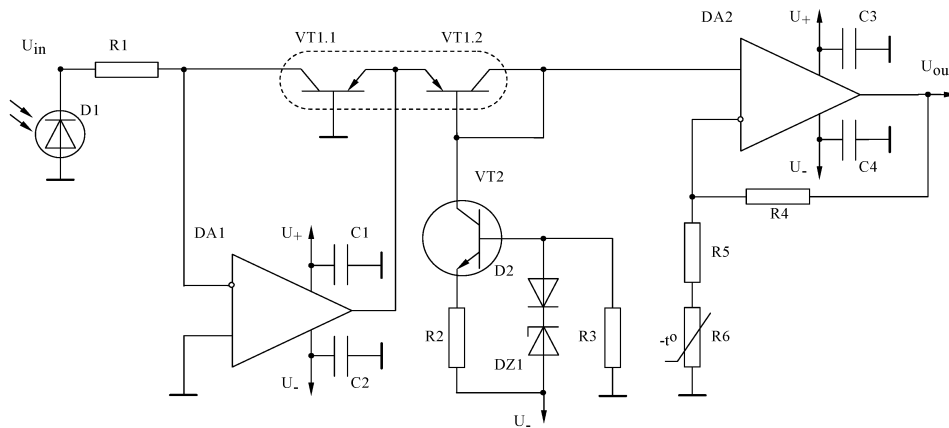 DA2
U+
C3
Uin
R1
VT1.1
VT1.2
Uou
D1
U-
C4
VT2
R4
DA1
U+
C1
R5
D2
R2
R3
-t°
R6
DZ1
U-
C2
U-